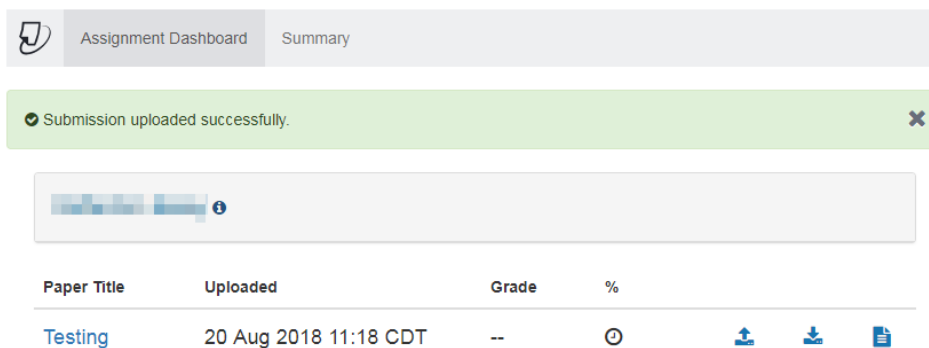 Assignment Dashboard Summary
Submission uploaded successfully.
Paper Title Uploaded Grade %
Testing 20 Aug 2018 11:18 CDT --